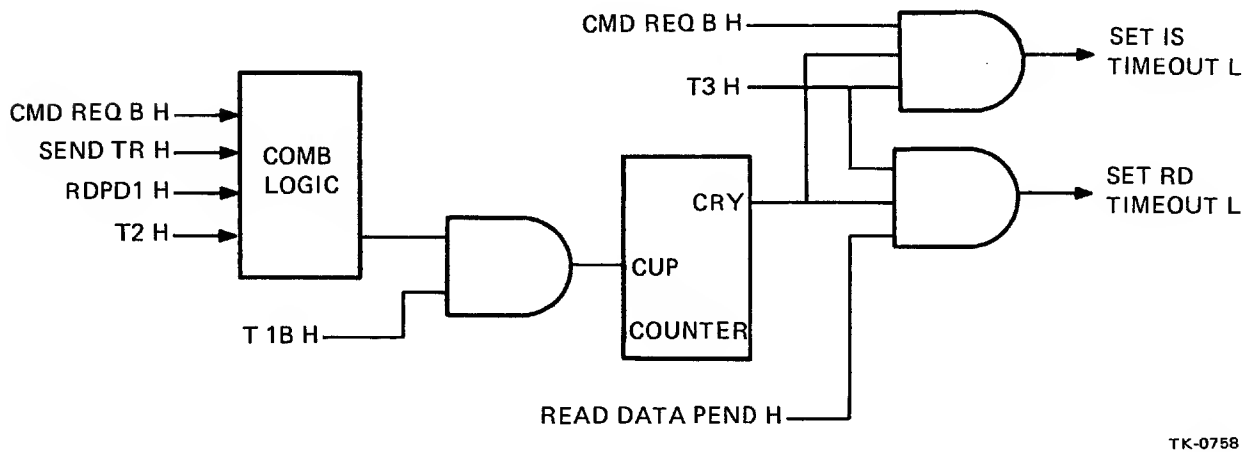 CMD REQ B H
SET IS
TIMEOUT L
T3 H
CMD REQ B H
SEND TR H
RDPD1 H
T2 H
COMB
LOGIC
CRY
SET RD
TIMEOUT L
CUP
COUNTER
T 1B H
READ DATA PEND H
TK-0758